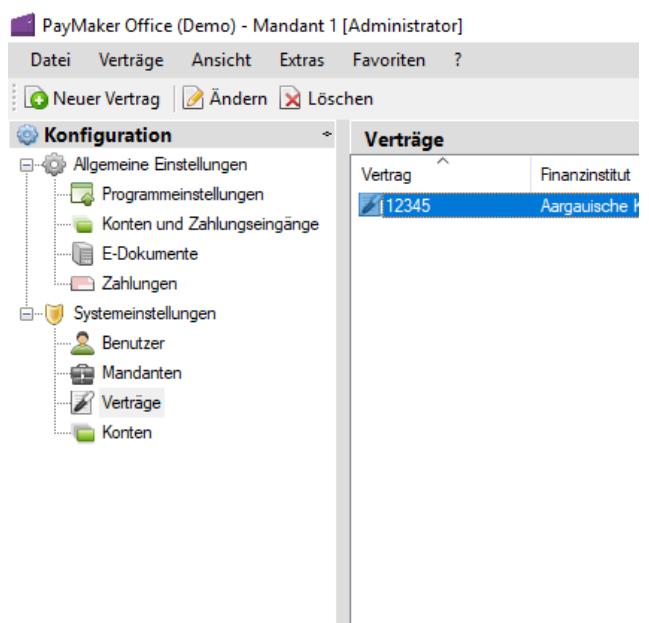 PayMaker Office (Demo) - Mandant 1 [Administrator]
Datei Verträge Ansicht Extras Favoriten ?
Neuer Vertrag Ändern Löschen
Konfiguration
Allgemeine Einstellungen
Programmeinstellungen
Konten und Zahlungseingänge
E-Dokumente
Zahlungen
Systemeinstellungen
Benutzer
Mandanten
Verträge
Konten
Verträge
Vertrag Finanzinstitut
12345 Aargauische